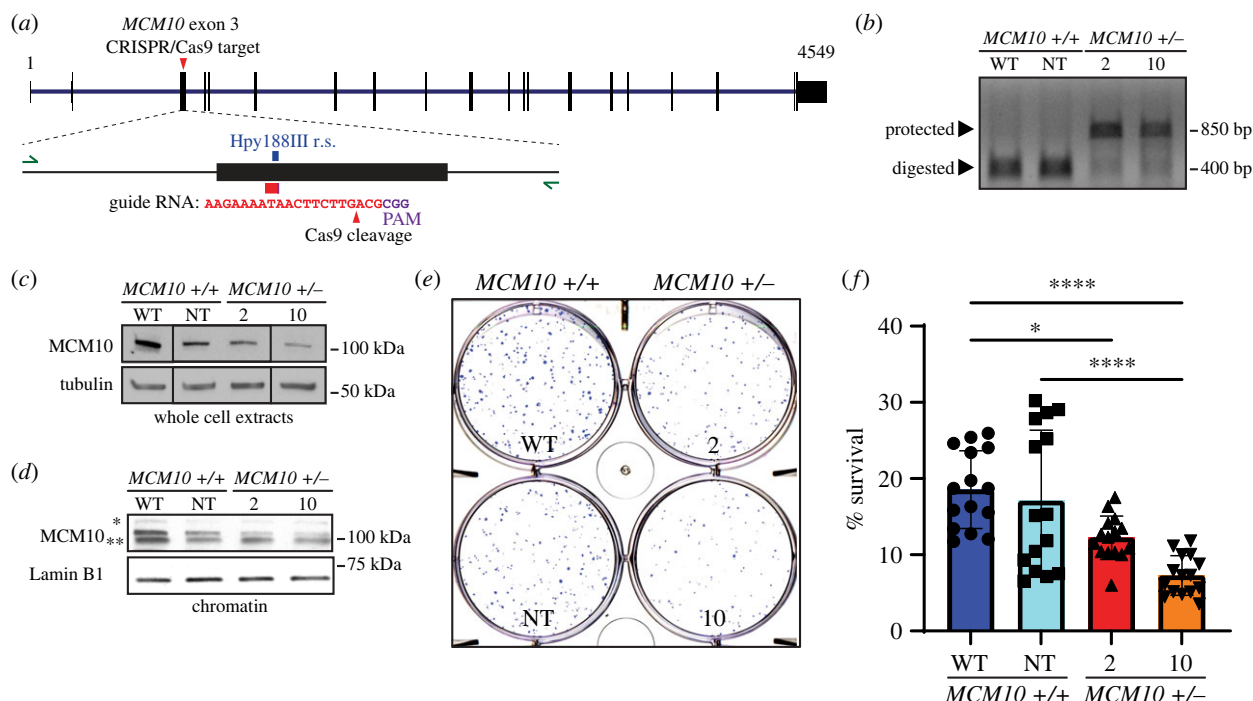 (a)
MCM10 exon 3
CRISPR/Cas9 target
1
4549
Hpy188III r.s.
guide RNA: AAGAAAATAACTTCTTGACGCGG
PAM
Cas9 cleavage
(b)
MCM10 +/+ MCM10 +/–
WT NT 2 10
protected
850 bp
digested
400 bp
(c)
MCM10 +/+ MCM10 +/–
WT NT 2 10
MCM10
100 kDa
tubulin
50 kDa
whole cell extracts
(d)
MCM10 +/+ MCM10 +/–
WT NT 2 10
*
MCM10
**
100 kDa
75 kDa
Lamin B1
chromatin
(e)
MCM10 +/+ MCM10 +/–
WT
2
NT
10
(f)
****
*
****
% survival
40
30
20
10
0
WT NT 2 10
MCM10 +/+ MCM10 +/–